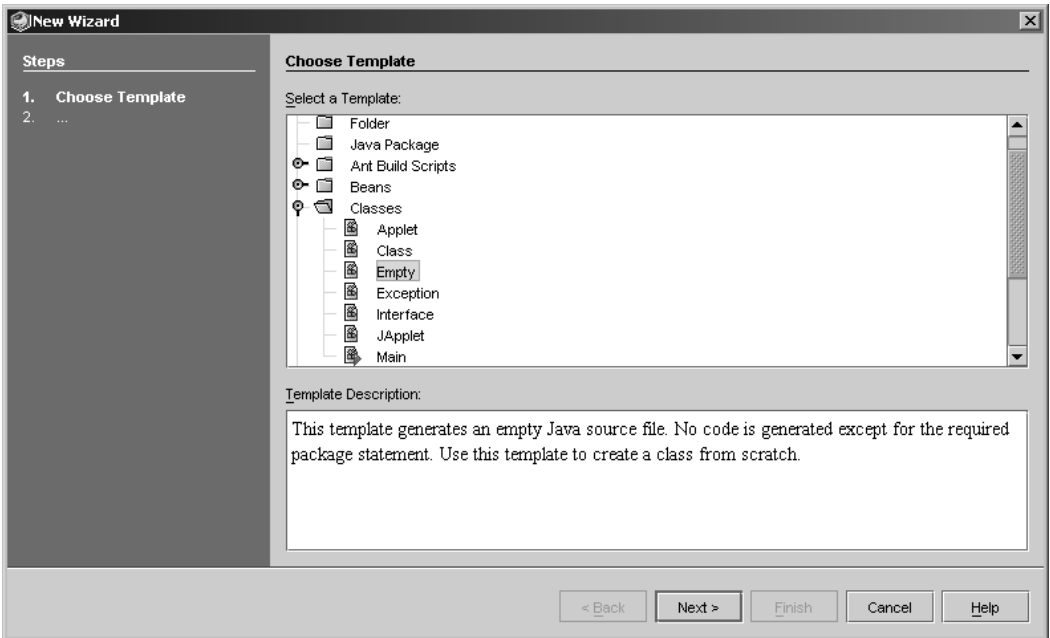 New Wizard
Steps
1. Choose Template
2. ...
Choose Template
Select a Template:
Folder
Java Package
Ant Build Scripts
Beans
Classes
Applet
Class
Empty
Exception
Interface
JApplet
Main
Template Description:
This template generates an empty Java source file. No code is generated except for the required
package statement. Use this template to create a class from scratch.
< Back Next > Finish Cancel Help